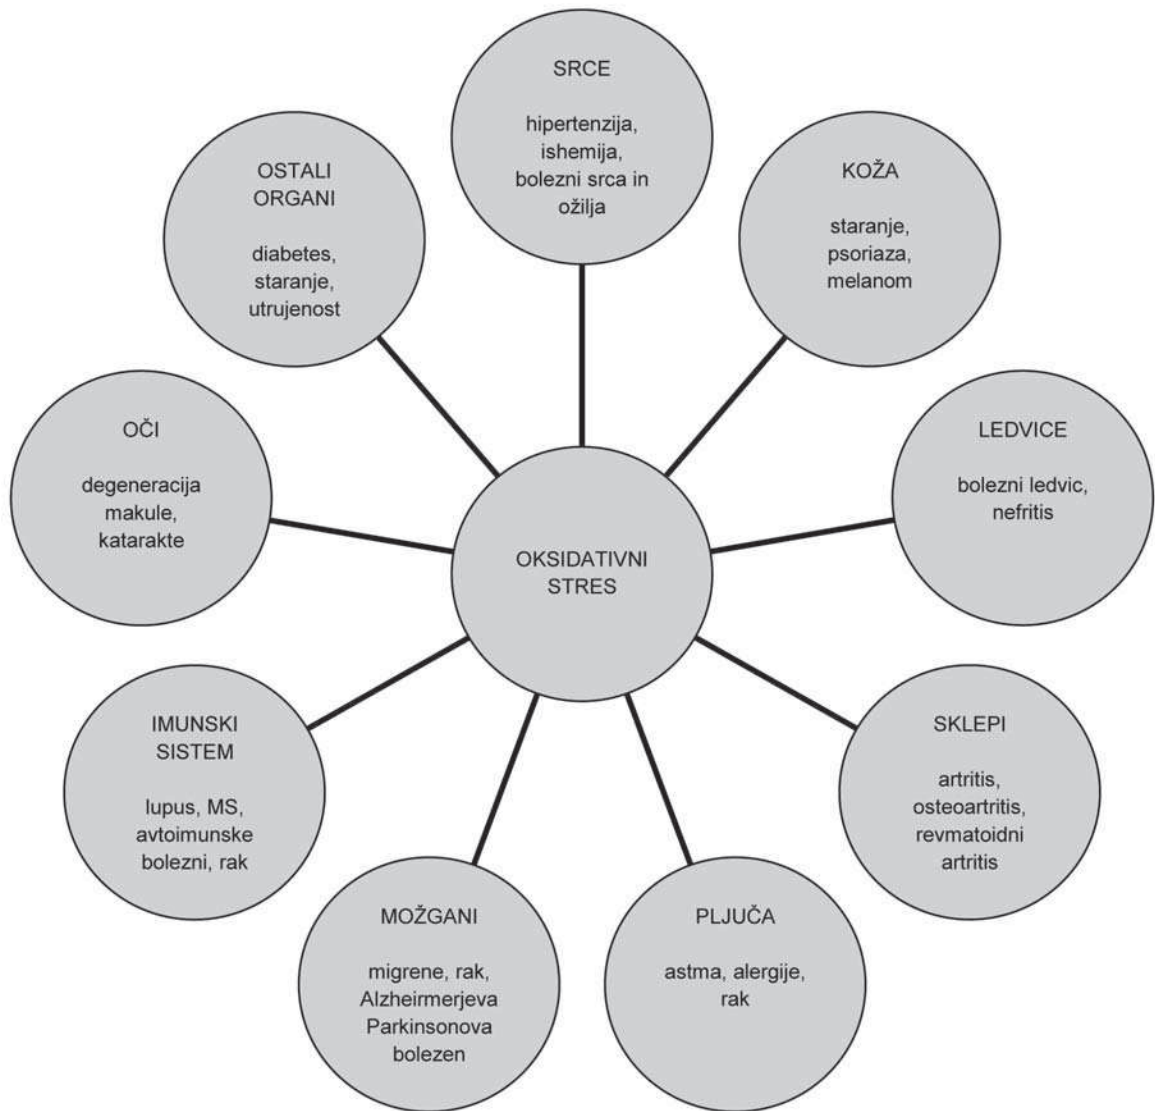 SRCE
hipertenzija,
ishemija,
bolezni srca in
ožilja
KOŽA
staranje,
psoriaza,
melanom
LEDVICE
bolezni ledvic,
nefritis
SKLEPI
artritis,
osteoartritis,
revmatoidni
artritis
PLJUČA
astma, alergije,
rak
MOŽGANI
migrene, rak,
Alzheirmerjeva
Parkinsonova
bolezen
IMUNSKI
SISTEM
lupus, MS,
avtoimunske
bolezni, rak
OČI
degeneracija
makule,
katarakte
OSTALI
ORGANI
diabetes,
staranje,
utrujenost
OKSIDATIVNI
STRES